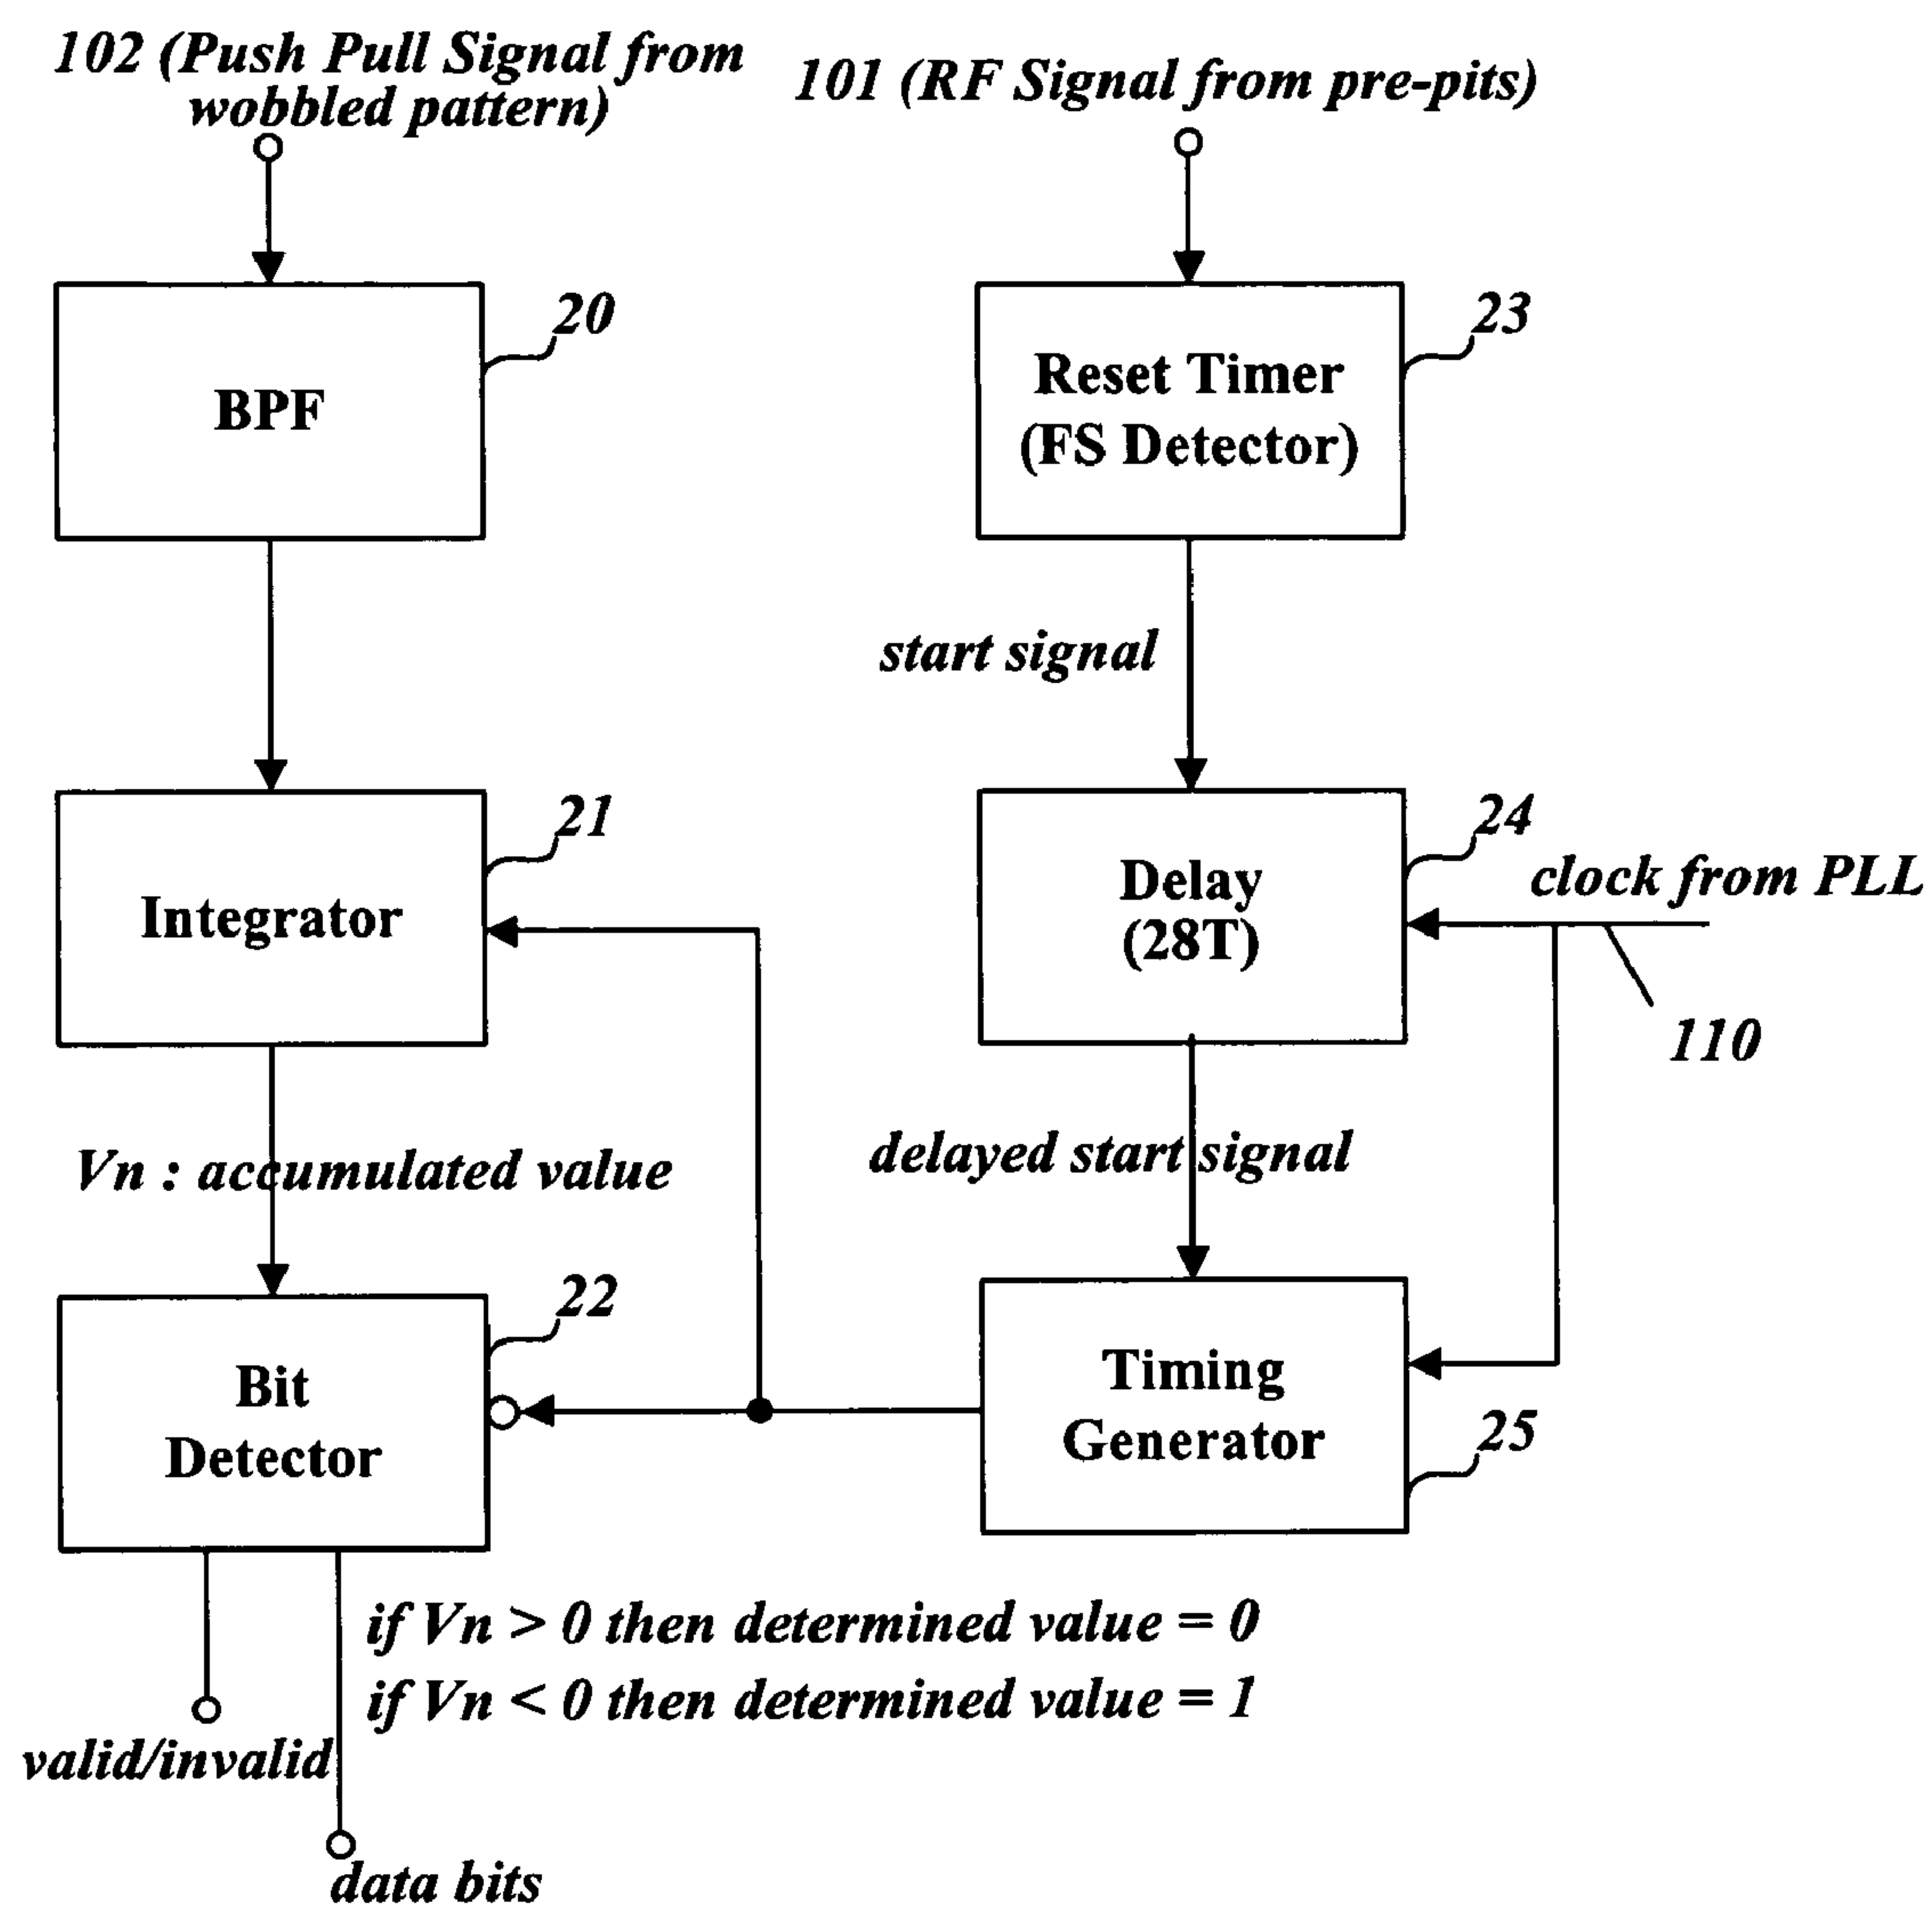 102 (Push Pull Signal from
wobbled pattern)
101 (RF Signal from pre-pits)
20
BPF
23
Reset Timer
(FS Detector)
start signal
21
Integrator
24
Delay
(28T)
clock from PLL
110
Vn : accumulated value
delayed start signal
22
Bit
Detector
Timing
Generator
25
if Vn > 0 then determined value = 0
if Vn < 0 then determined value = 1
valid/invalid
data bits